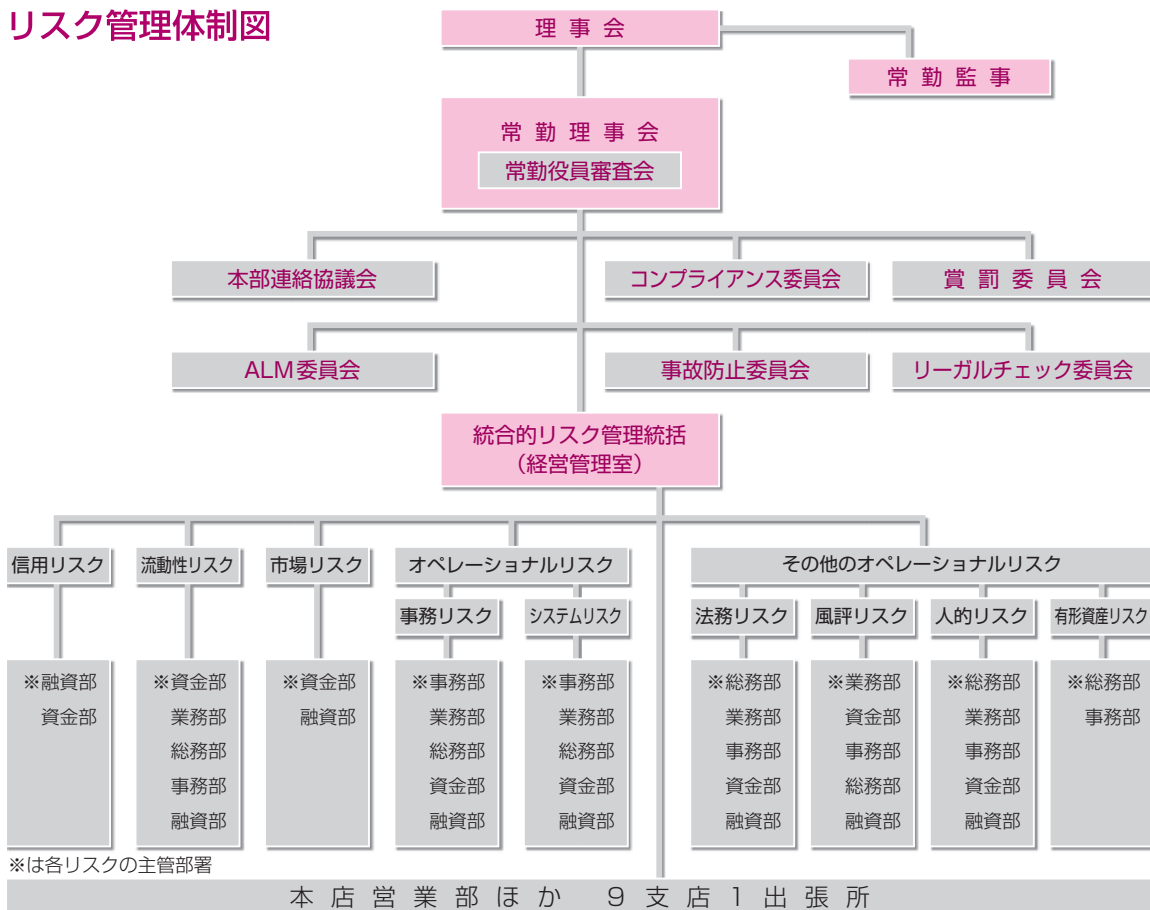 リスク管理体制図
理事会
常勤監事
常勤理事会
常勤役員審査会
本部連絡協議会
コンプライアンス委員会
賞罰委員会
ALM委員会
事故防止委員会
リーガルチェック委員会
統合的リスク管理統括
（経営管理室）
信用リスク
流動性リスク
市場リスク
オペレーショナルリスク
その他のオペレーショナルリスク
事務リスク
システムリスク
法務リスク
風評リスク
人的リスク
有形資産リスク
※融資部
資金部
※資金部
業務部
総務部
事務部
融資部
※資金部
融資部
※事務部
業務部
総務部
資金部
融資部
※事務部
業務部
総務部
資金部
融資部
※総務部
業務部
事務部
資金部
融資部
※業務部
資金部
事務部
総務部
融資部
※総務部
業務部
事務部
資金部
融資部
※総務部
事務部
※は各リスクの主管部署
本店営業部ほか　9支店1出張所